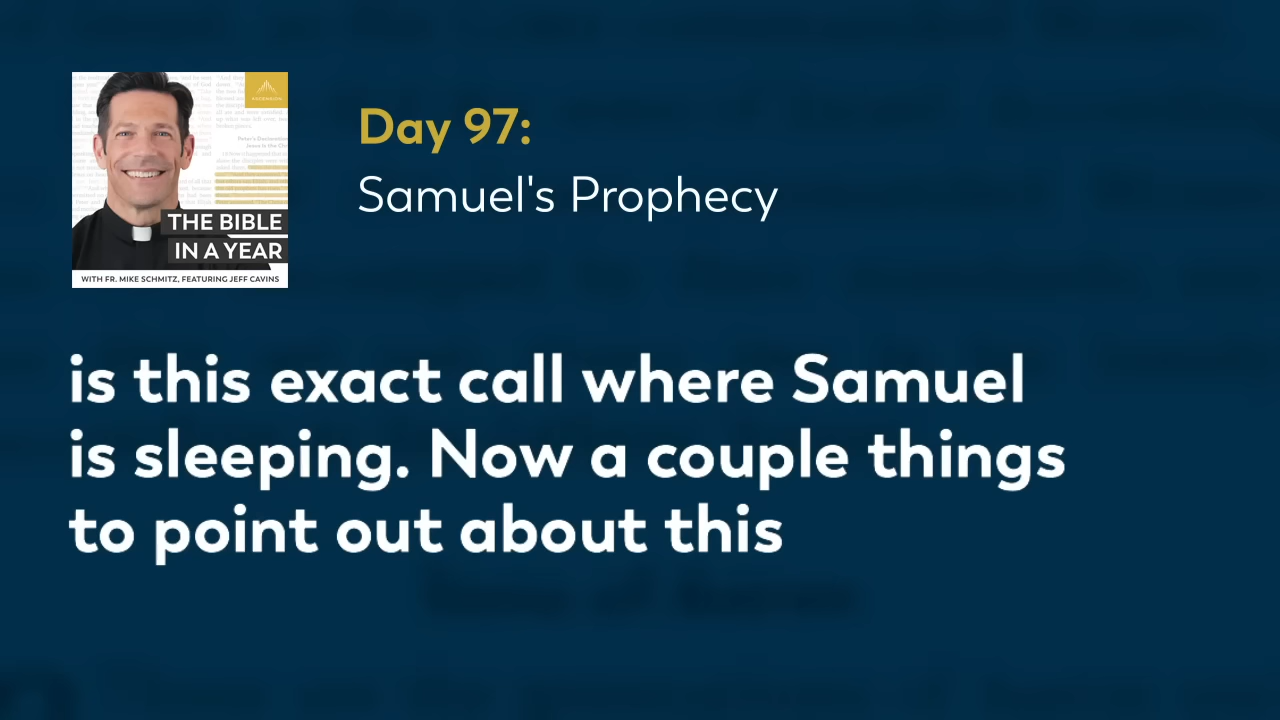 Day 97:
Samuel's Prophecy
THE BIBLE
IN A YEAR
WITH FR. MIKE SCHMITZ, FEATURING JEFF CAVINS
is this exact call where Samuel
is sleeping. Now a couple things
to point out about this